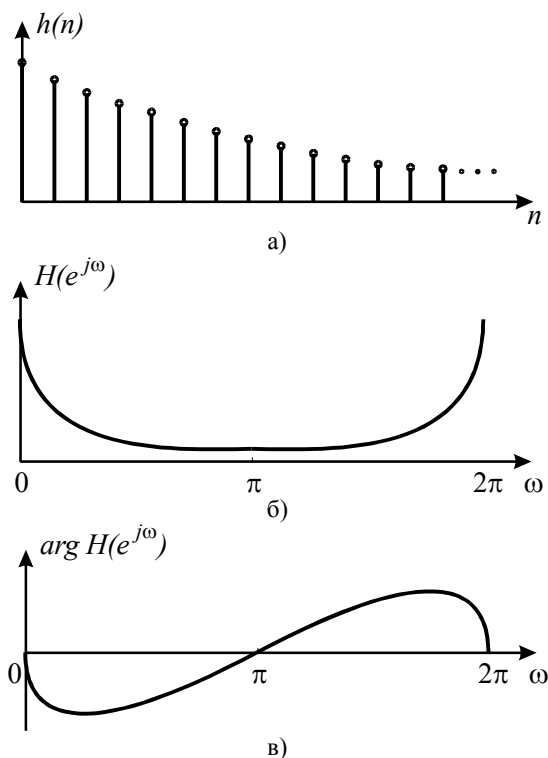 h(n)
n
а)
H(e^{jω})
0 π 2π ω
б)
arg H(e^{jω})
0 π 2π ω
в)